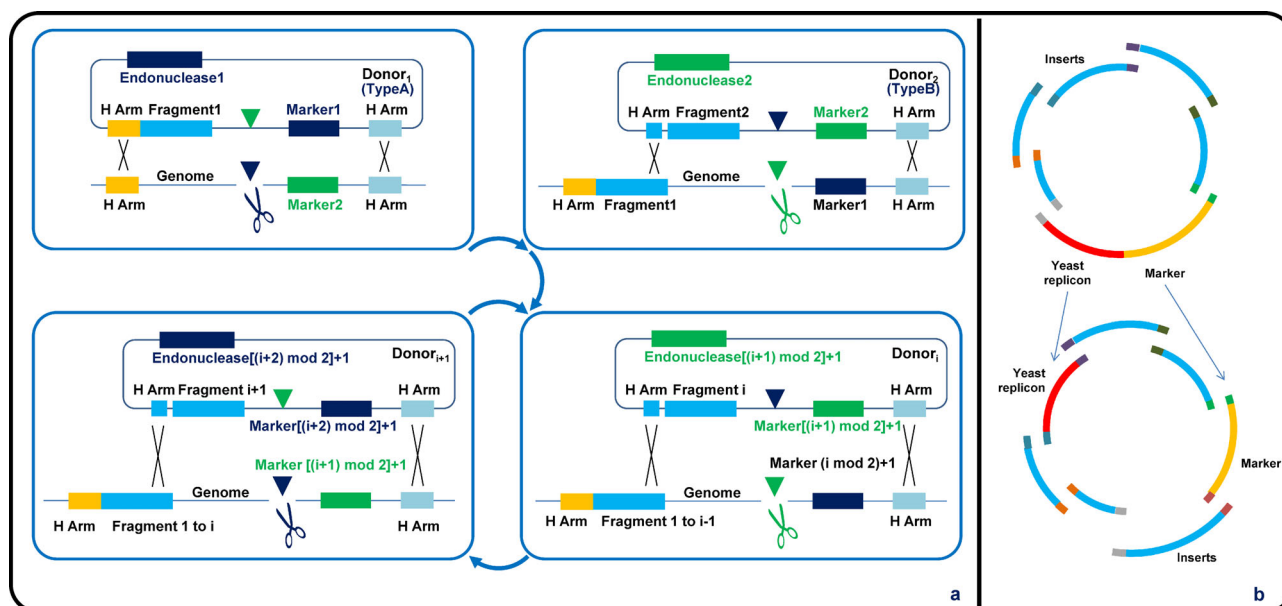 Endonuclease1
Donor1
(TypeA)
H Arm Fragment1
Marker1
H Arm
Genome
H Arm
Marker2
H Arm
Endonuclease2
Donor2
(TypeB)
H Arm
Fragment2
Marker2
H Arm
Genome
H Arm
Fragment1
Marker1
H Arm
Endonuclease[(i+2) mod 2]+1
Donori+1
H Arm Fragment i+1
H Arm
Marker[(i+2) mod 2]+1
Marker [(i+1) mod 2]+1
Genome
H Arm
Fragment 1 to i
H Arm
Endonuclease[(i+1) mod 2]+1
Donori
H Arm Fragment i
H Arm
Marker[(i+1) mod 2]+1
Marker (i mod 2)+1
Genome
H Arm
Fragment 1 to i-1
H Arm
a
Inserts
Yeast
replicon
Marker
Yeast
replicon
Marker
Inserts
b